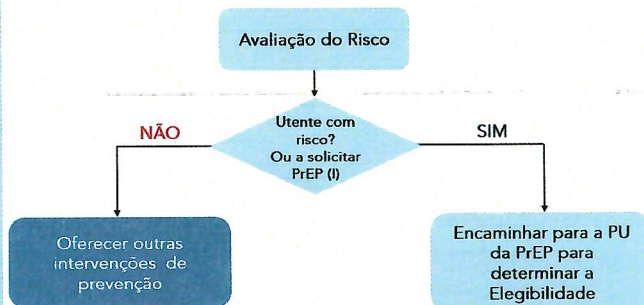 Avaliação do Risco
Utente com
risco?
Ou a solicitar
PrEP (I)
NÃO
SIM
Oferecer outras
intervenções de
prevenção
Encaminhar para a PU
da PrEP para
determinar a
Elegibilidade